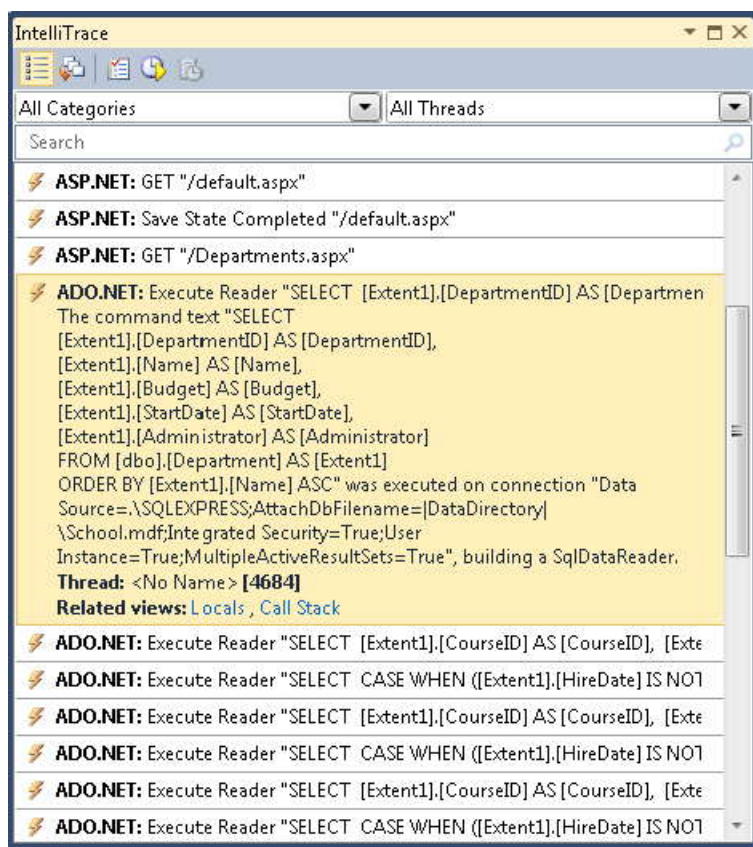 IntelliTrace
All Categories
All Threads
Search
ASP.NET: GET "/default.aspx"
ASP.NET: Save State Completed "/default.aspx"
ASP.NET: GET "/Departments.aspx"
ADO.NET: Execute Reader "SELECT [Extent1].[DepartmentID] AS [Departmen
The command text "SELECT
[Extent1].[DepartmentID] AS [DepartmentID],
[Extent1].[Name] AS [Name],
[Extent1].[Budget] AS [Budget],
[Extent1].[StartDate] AS [StartDate],
[Extent1].[Administrator] AS [Administrator]
FROM [dbo].[Department] AS [Extent1]
ORDER BY [Extent1].[Name] ASC" was executed on connection "Data
Source=.\SQLEXPRESS;AttachDbFilename=|DataDirectory|
\School.mdf;Integrated Security=True;User
Instance=True;MultipleActiveResultSets=True", building a SqlDataReader.
Thread: <No Name> [4684]
Related views: Locals , Call Stack
ADO.NET: Execute Reader "SELECT [Extent1].[CourseID] AS [CourseID], [Exte
ADO.NET: Execute Reader "SELECT CASE WHEN ([Extent1].[HireDate] IS NOT
ADO.NET: Execute Reader "SELECT [Extent1].[CourseID] AS [CourseID], [Exte
ADO.NET: Execute Reader "SELECT CASE WHEN ([Extent1].[HireDate] IS NOT
ADO.NET: Execute Reader "SELECT [Extent1].[CourseID] AS [CourseID], [Exte
ADO.NET: Execute Reader "SELECT CASE WHEN ([Extent1].[HireDate] IS NOT